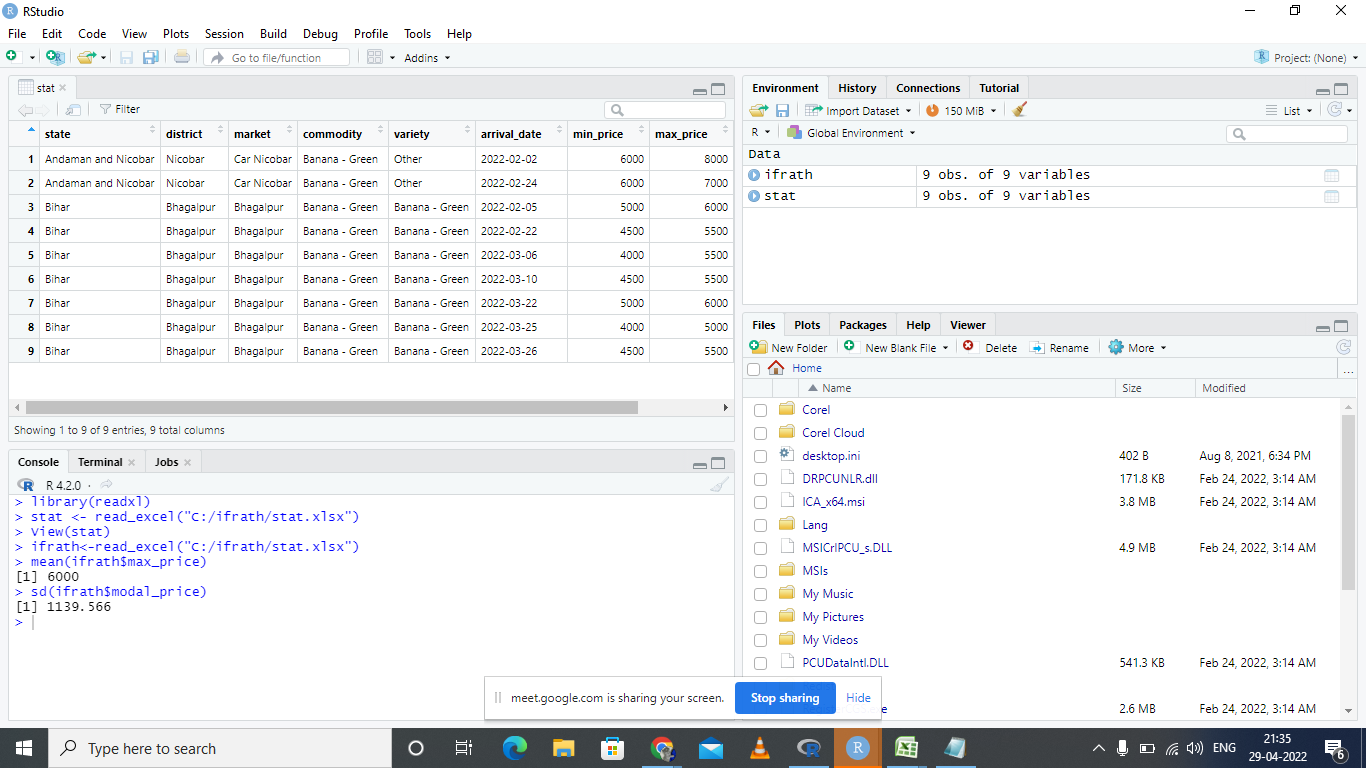 RStudio
File Edit Code View Plots Session Build Debug Profile Tools Help
Go to file/function Addins Project: (None)
stat
Filter
state district market commodity variety arrival_date min_price max_price
1 Andaman and Nicobar Nicobar Car Nicobar Banana - Green Other 2022-02-02 6000 8000
2 Andaman and Nicobar Nicobar Car Nicobar Banana - Green Other 2022-02-24 6000 7000
3 Bihar Bhagalpur Bhagalpur Banana - Green Banana - Green 2022-02-05 5000 6000
4 Bihar Bhagalpur Bhagalpur Banana - Green Banana - Green 2022-02-22 4500 5500
5 Bihar Bhagalpur Bhagalpur Banana - Green Banana - Green 2022-03-06 4000 5500
6 Bihar Bhagalpur Bhagalpur Banana - Green Banana - Green 2022-03-10 4500 5500
7 Bihar Bhagalpur Bhagalpur Banana - Green Banana - Green 2022-03-22 5000 6000
8 Bihar Bhagalpur Bhagalpur Banana - Green Banana - Green 2022-03-25 4000 5000
9 Bihar Bhagalpur Bhagalpur Banana - Green Banana - Green 2022-03-26 4500 5500
Showing 1 to 9 of 9 entries, 9 total columns
Console Terminal Jobs
R 4.2.0 ·
> library(readxl)
> stat <- read_excel("C:/ifrath/stat.xlsx")
> View(stat)
> ifrath<-read_excel("C:/ifrath/stat.xlsx")
> mean(ifrath$max_price)
[1] 6000
> sd(ifrath$modal_price)
[1] 1139.566
>
Environment History Connections Tutorial
Import Dataset 150 MiB List
R Global Environment
Data
ifrath 9 obs. of 9 variables
stat 9 obs. of 9 variables
Files Plots Packages Help Viewer
New Folder New Blank File Delete Rename More
Home ...
Name Size Modified
Corel
Corel Cloud
desktop.ini 402 B Aug 8, 2021, 6:34 PM
DRPCUNLR.dll 171.8 KB Feb 24, 2022, 3:14 AM
ICA_x64.msi 3.8 MB Feb 24, 2022, 3:14 AM
Lang
MSICrlPCU_s.DLL 4.9 MB Feb 24, 2022, 3:14 AM
MSIs
My Music
My Pictures
My Videos
PCUDataIntl.DLL 541.3 KB Feb 24, 2022, 3:14 AM
2.6 MB Feb 24, 2022, 3:14 AM
meet.google.com is sharing your screen. Stop sharing Hide
Type here to search
ENG 21:35
29-04-2022
6